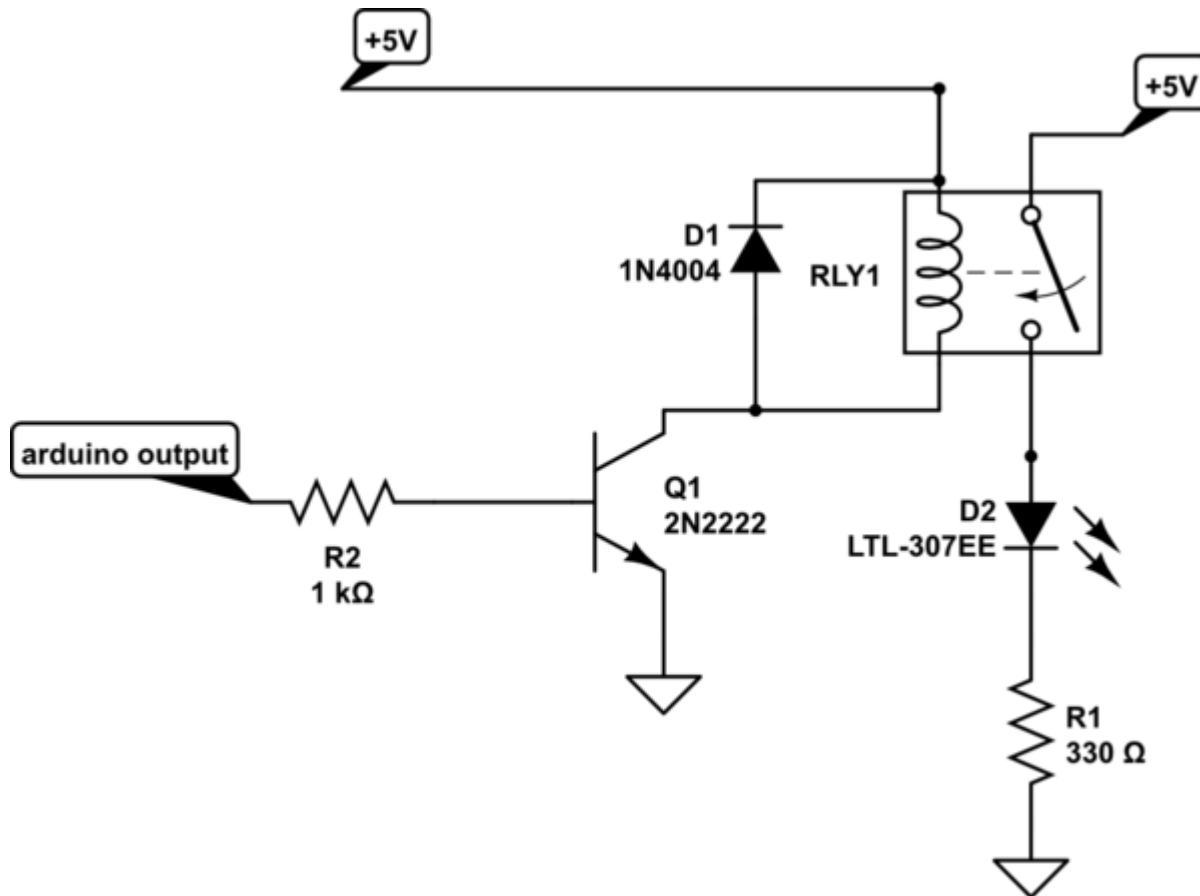 +5V
+5V
D1
1N4004
RLY1
arduino output
Q1
2N2222
D2
LTL-307EE
R2
1 kΩ
R1
330 Ω